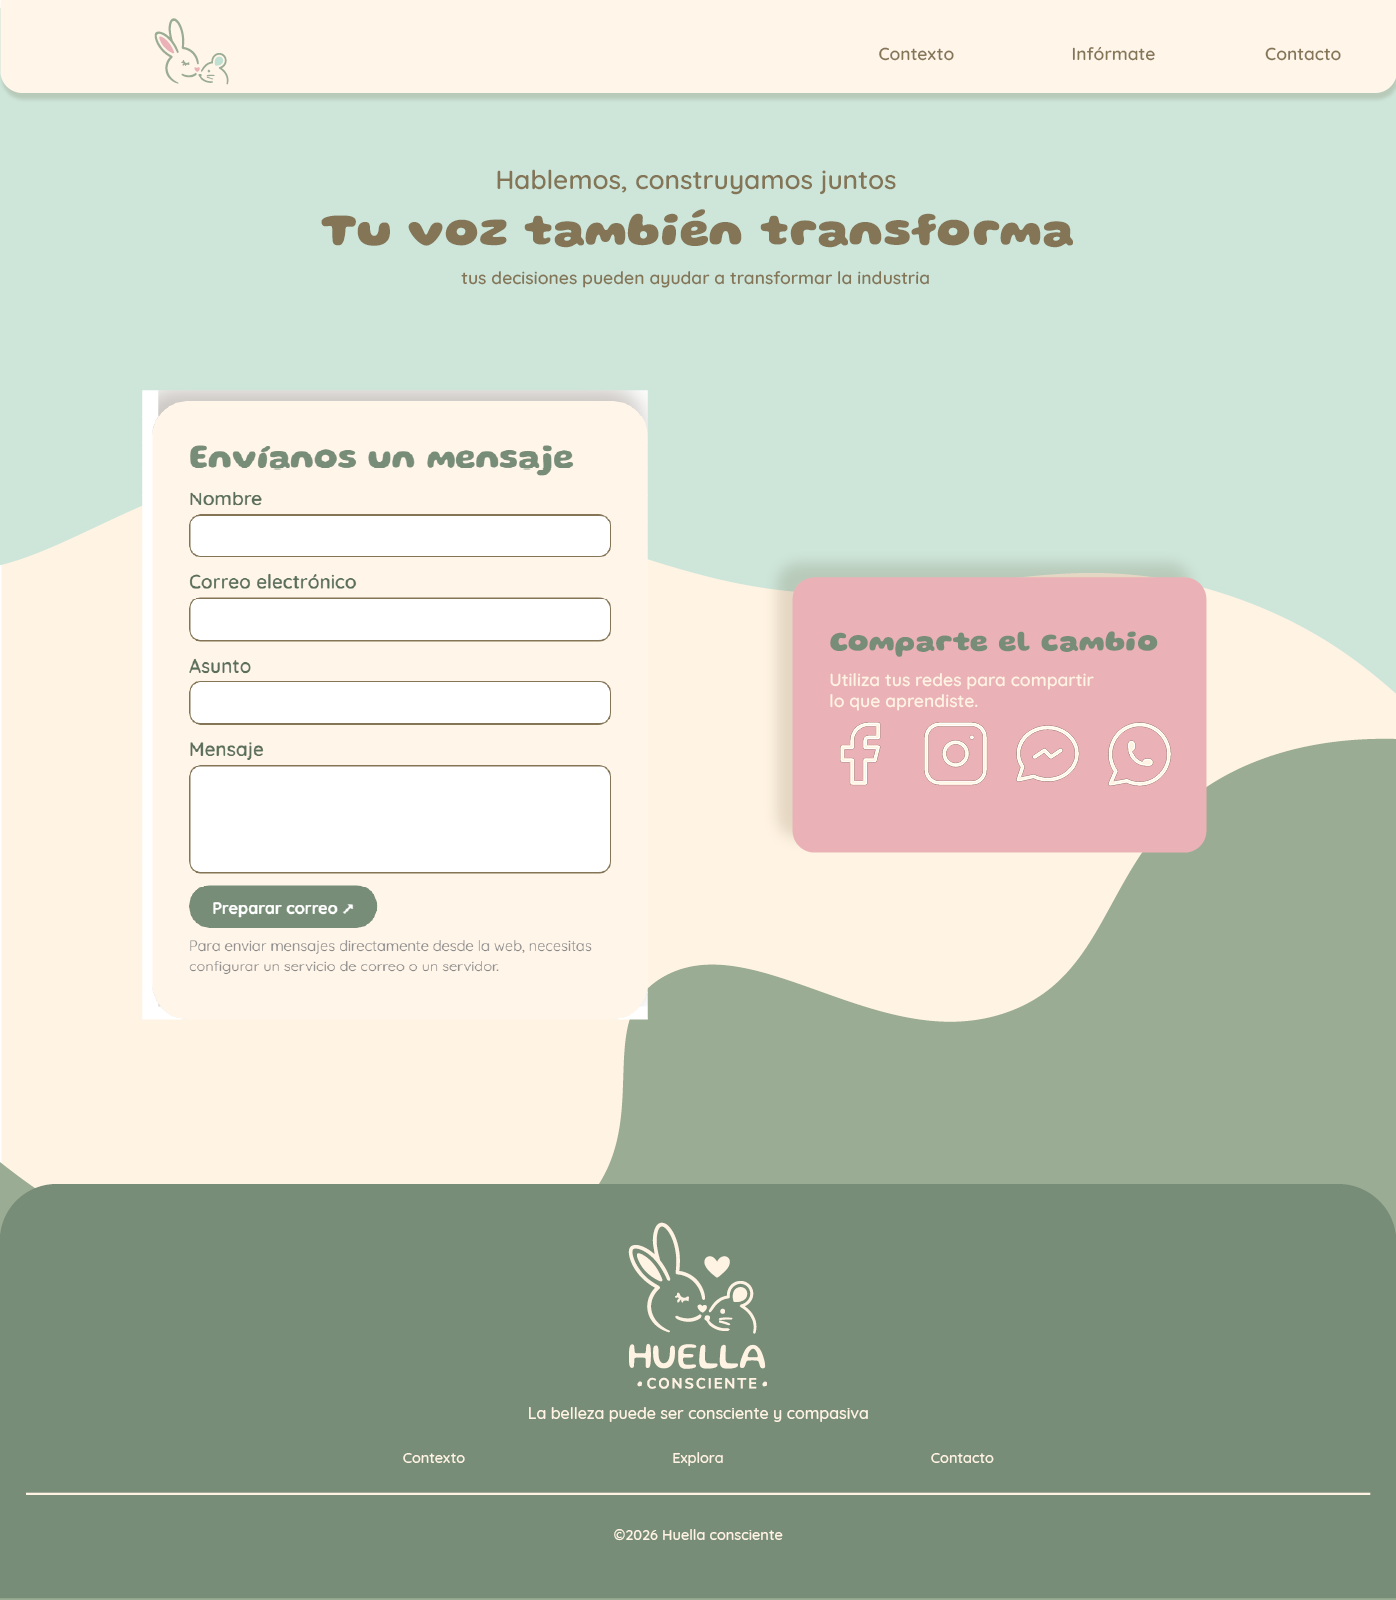 Contexto
Infórmate
Contacto
Hablemos, construyamos juntos
Tu voz también transforma
tus decisiones pueden ayudar a transformar la industria
Envíanos un mensaje
Nombre
Correo electrónico
Asunto
Mensaje
Preparar correo ↗
Para enviar mensajes directamente desde la web, necesitas
configurar un servicio de correo o un servidor.
Comparte el cambio
Utiliza tus redes para compartir
lo que aprendiste.
HUELLA
• CONSCIENTE •
La belleza puede ser consciente y compasiva
Contexto
Explora
Contacto
©2026 Huella consciente